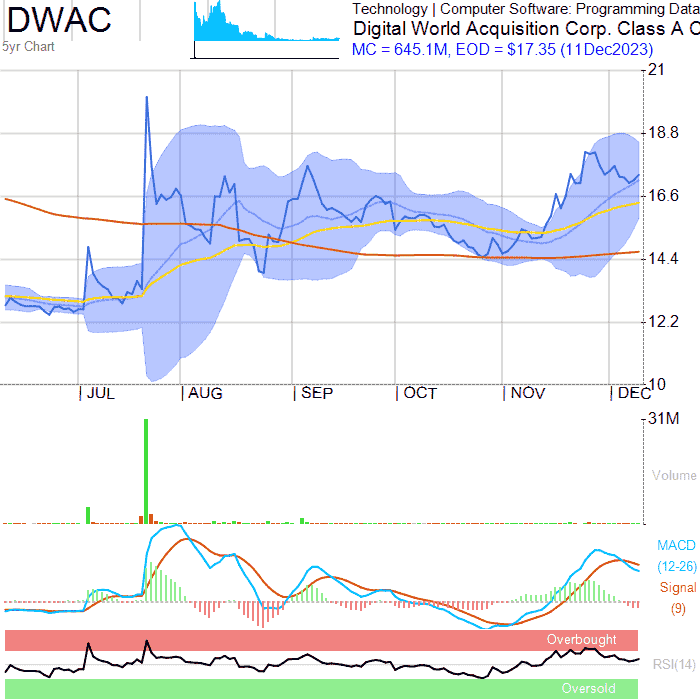 DWAC
5yr Chart
Technology | Computer Software: Programming Data
Digital World Acquisition Corp. Class A C
MC = 645.1M, EOD = $17.35 (11Dec2023)
21
18.8
16.6
14.4
12.2
10
JUL AUG SEP OCT NOV DEC
31M
Volume
MACD
(12-26)
Signal
(9)
Overbought
RSI(14)
Oversold